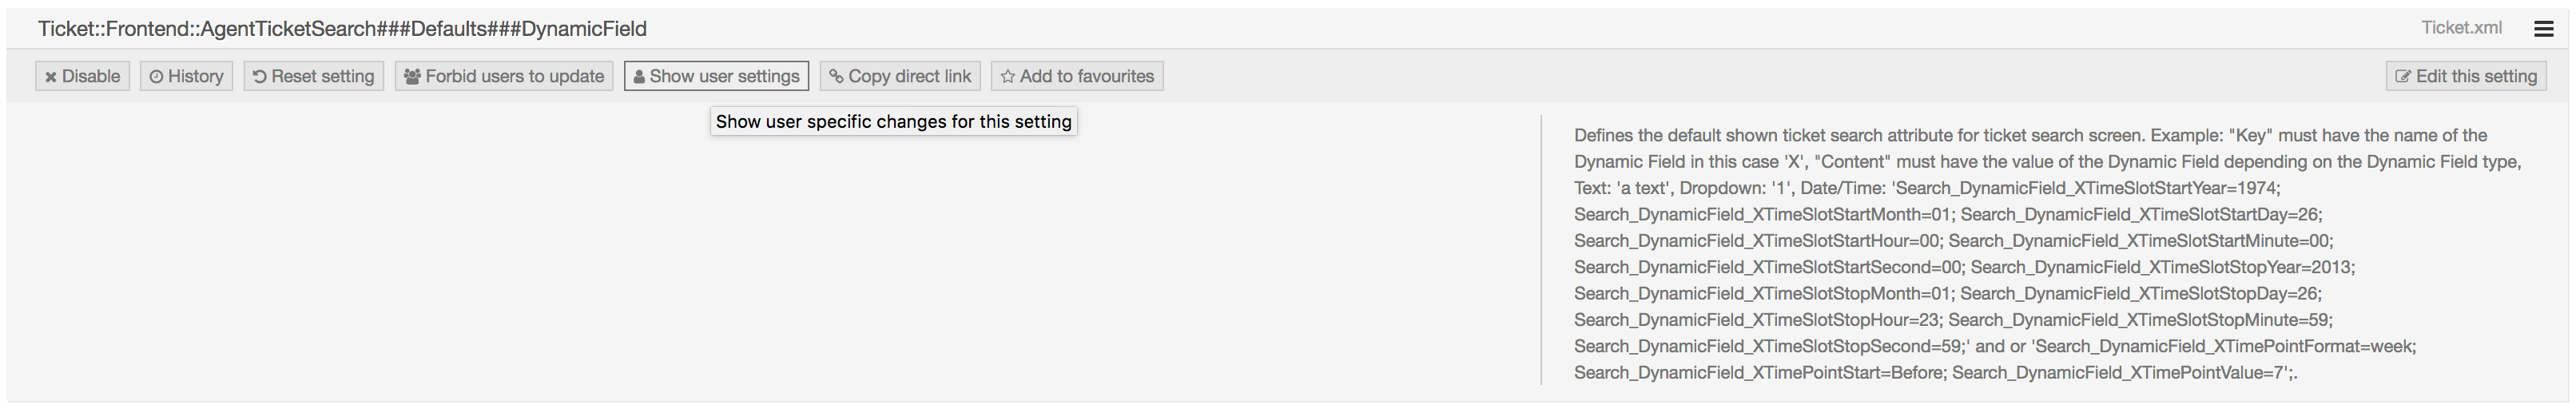 Ticket::Frontend::AgentTicketSearch###Defaults###DynamicField
Ticket.xml
Disable
History
Reset setting
Forbid users to update
Show user settings
Copy direct link
Add to favourites
Edit this setting
Show user specific changes for this setting
Defines the default shown ticket search attribute for ticket search screen. Example: "Key" must have the name of the
Dynamic Field in this case 'X', "Content" must have the value of the Dynamic Field depending on the Dynamic Field type,
Text: 'a text', Dropdown: '1', Date/Time: 'Search_DynamicField_XTimeSlotStartYear=1974;
Search_DynamicField_XTimeSlotStartMonth=01; Search_DynamicField_XTimeSlotStartDay=26;
Search_DynamicField_XTimeSlotStartHour=00; Search_DynamicField_XTimeSlotStartMinute=00;
Search_DynamicField_XTimeSlotStartSecond=00; Search_DynamicField_XTimeSlotStopYear=2013;
Search_DynamicField_XTimeSlotStopMonth=01; Search_DynamicField_XTimeSlotStopDay=26;
Search_DynamicField_XTimeSlotStopHour=23; Search_DynamicField_XTimeSlotStopMinute=59;
Search_DynamicField_XTimeSlotStopSecond=59;' and or 'Search_DynamicField_XTimePointFormat=week;
Search_DynamicField_XTimePointStart=Before; Search_DynamicField_XTimePointValue=7';.